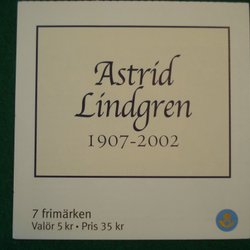 Astrid
Lindgren
1907-2002
7 frimärken
Valör 5 kr • Pris 35 kr